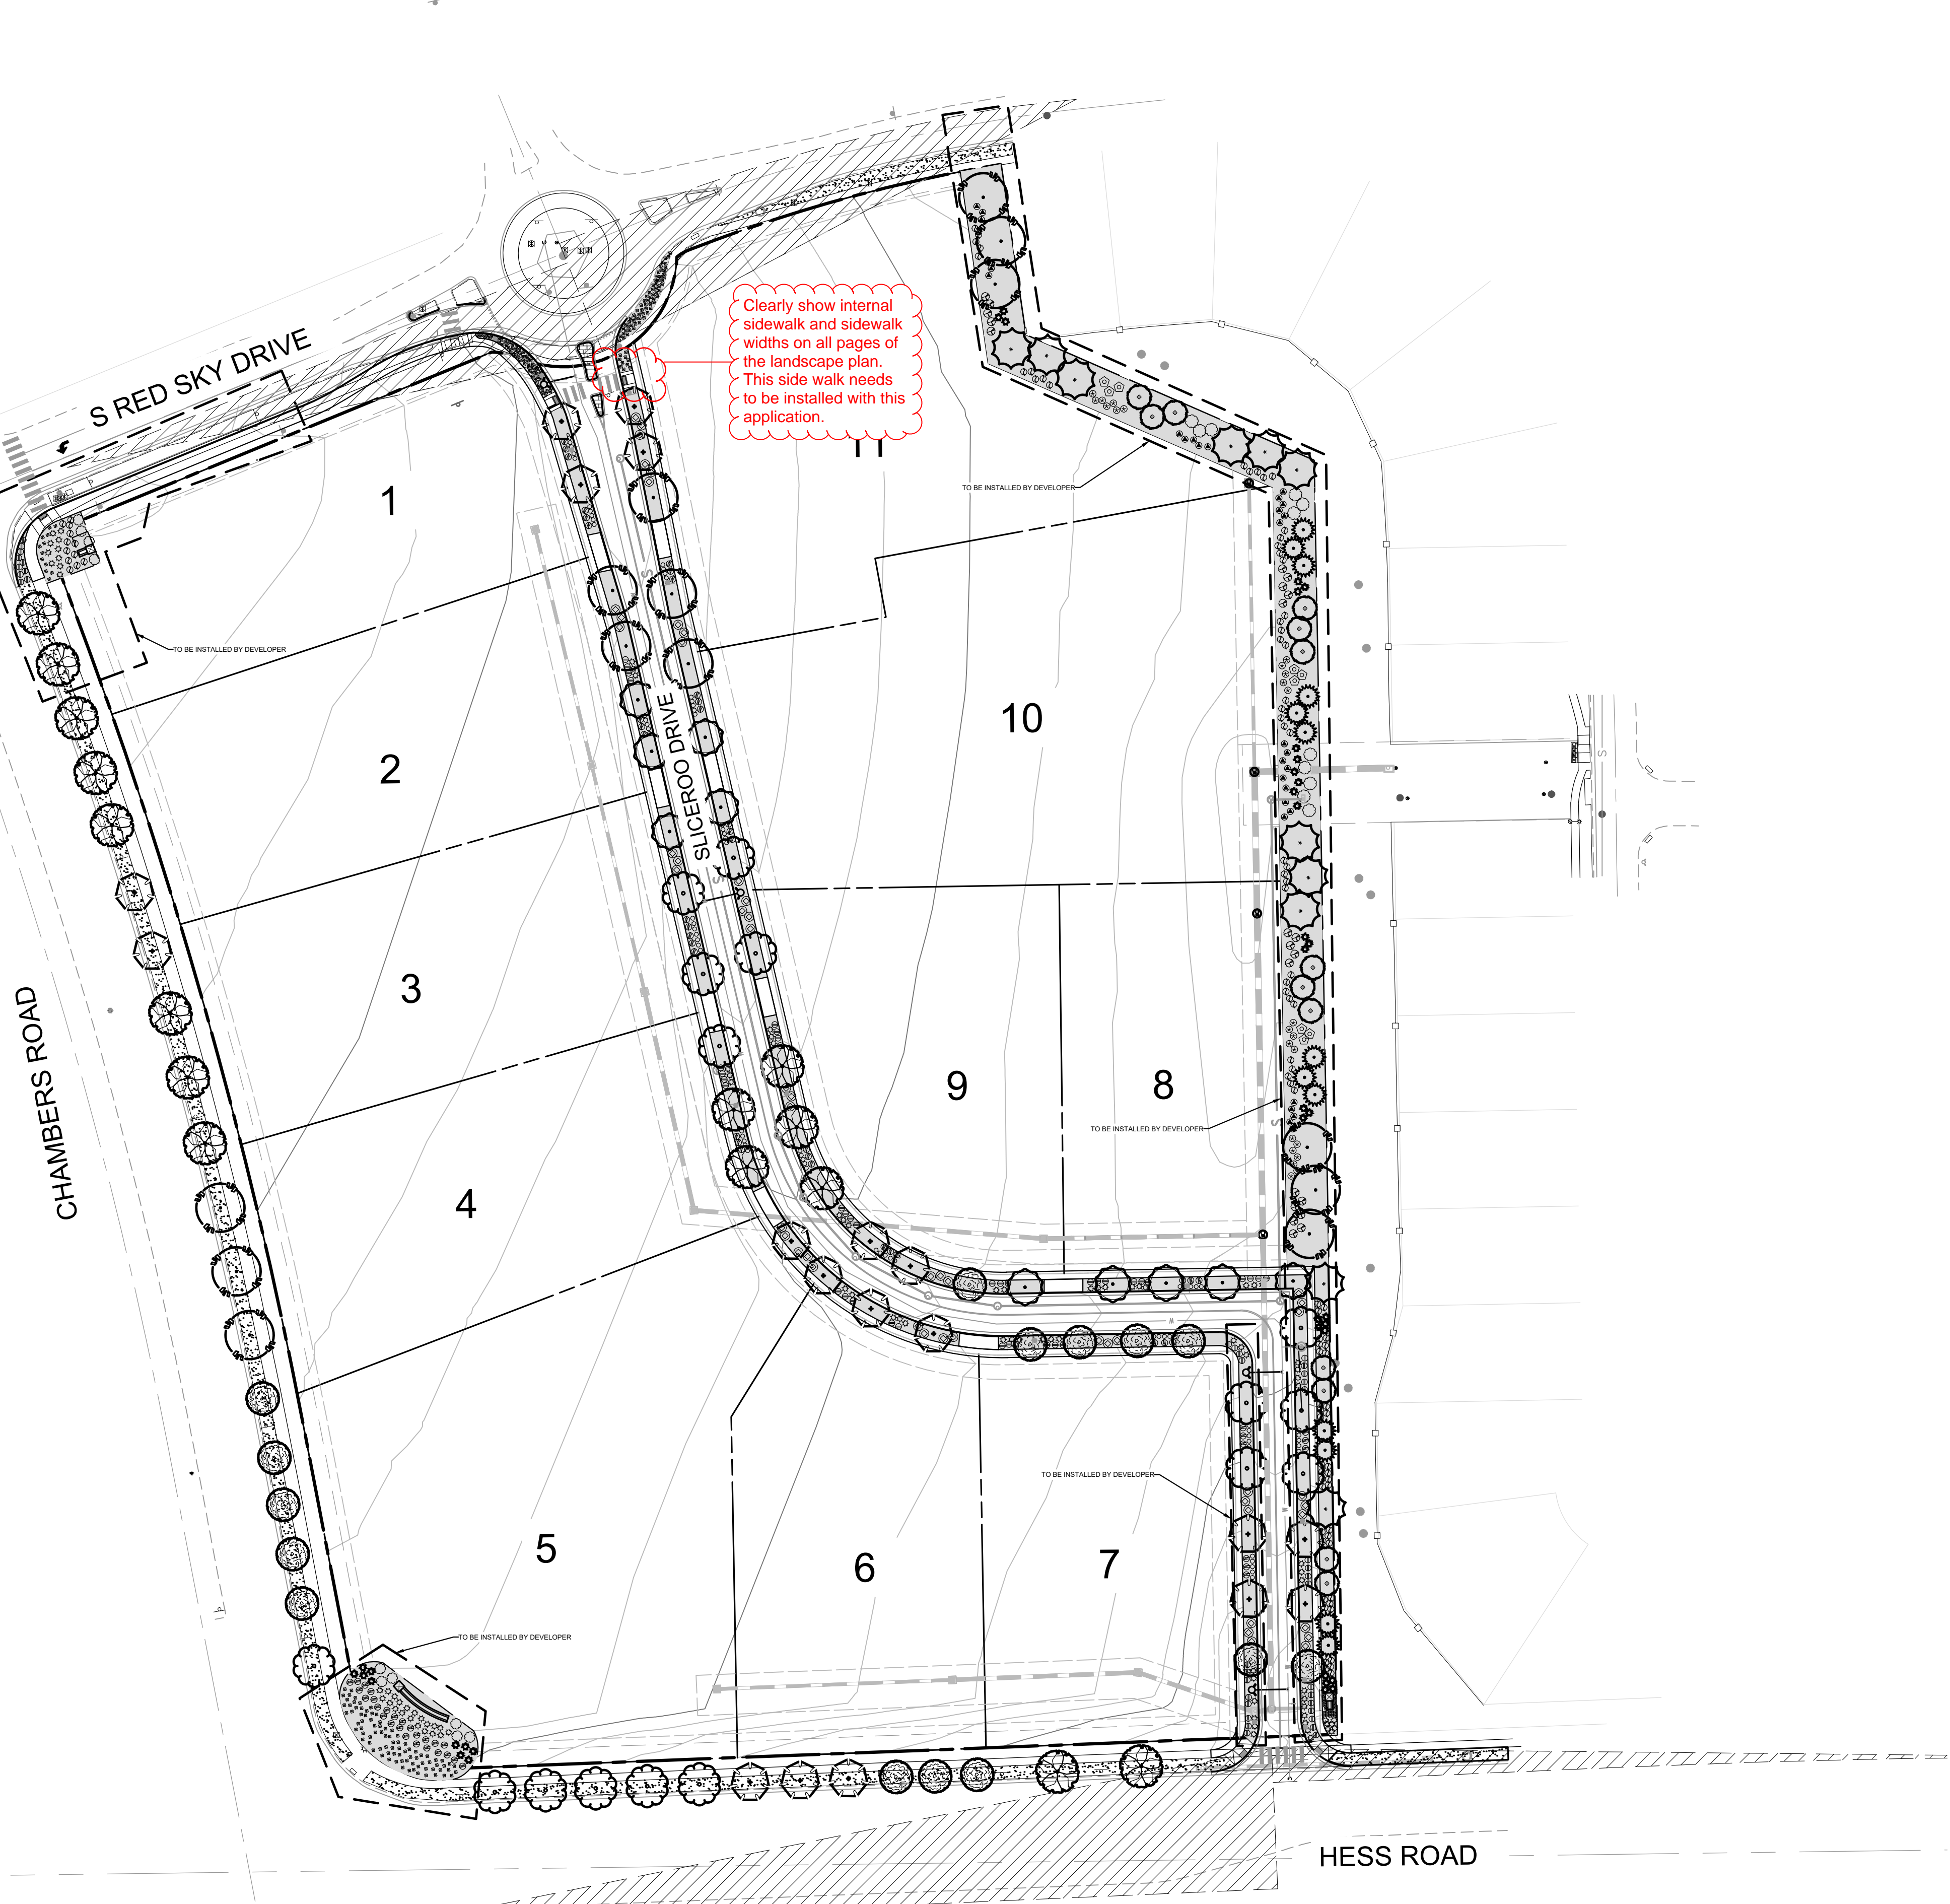 S RED SKY DRIVE
Clearly show internal
sidewalk and sidewalk
widths on all pages of
the landscape plan.
This side walk needs
to be installed with this
application.
11
1
TO BE INSTALLED BY DEVELOPER
TO BE INSTALLED BY DEVELOPER
SLICEROO DRIVE
10
2
3
CHAMBERS ROAD
9
8
TO BE INSTALLED BY DEVELOPER
4
TO BE INSTALLED BY DEVELOPER
5
6
7
TO BE INSTALLED BY DEVELOPER
HESS ROAD